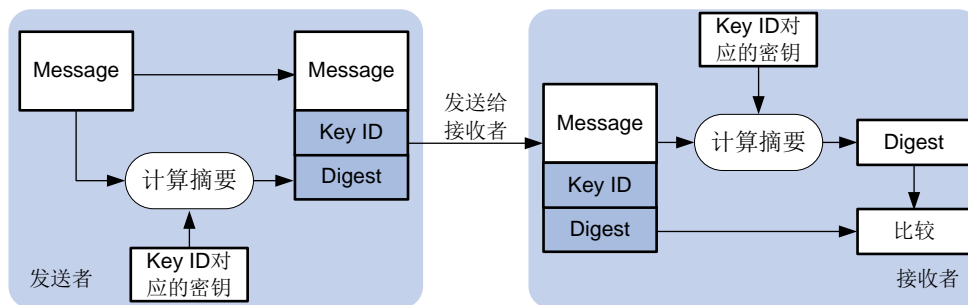 Message
计算摘要
Key ID对
应的密钥
发送者
Message
Key ID
Digest
发送给
接收者
Key ID对
应的密钥
Message
Key ID
Digest
计算摘要
Digest
比较
接收者